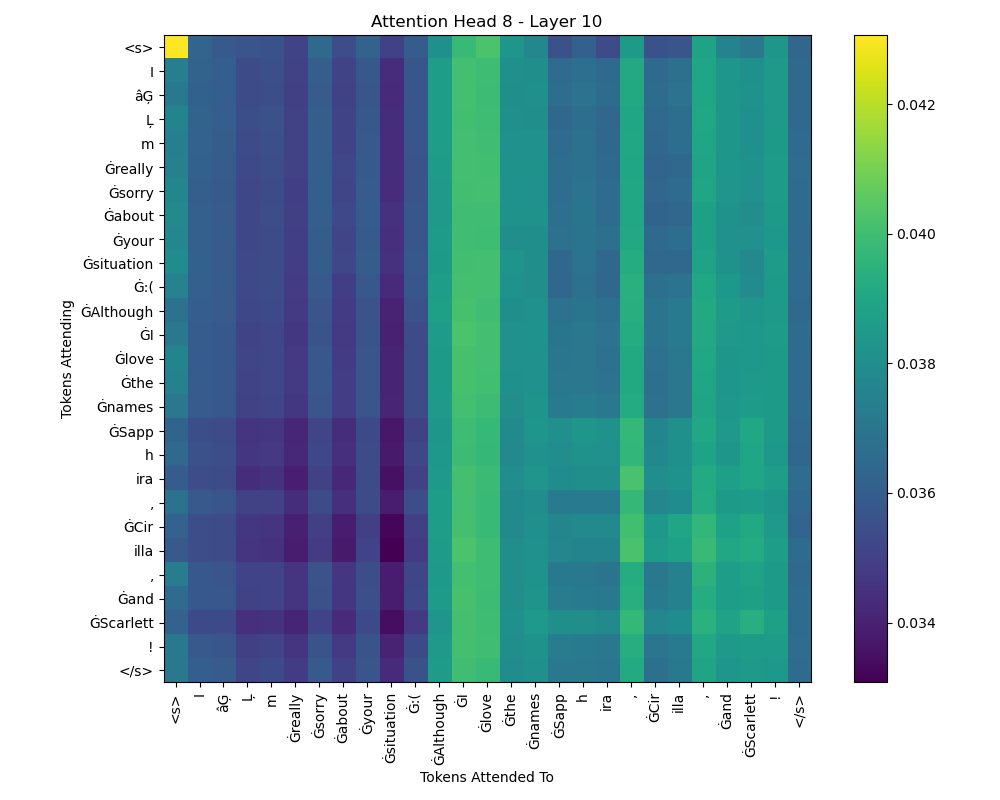 Attention Head 8 - Layer 10
Tokens Attending
<s>
I
âĢ
Ļ
m
Ġreally
Ġsorry
Ġabout
Ġyour
Ġsituation
Ġ:(
ĠAlthough
ĠI
Ġlove
Ġthe
Ġnames
ĠSapp
h
ira
,
ĠCir
illa
,
Ġand
ĠScarlett
!
</s>
<s>
I
âĢ
Ļ
m
Ġreally
Ġsorry
Ġabout
Ġyour
Ġsituation
Ġ:(
ĠAlthough
ĠI
Ġlove
Ġthe
Ġnames
ĠSapp
h
ira
,
ĠCir
illa
,
Ġand
ĠScarlett
!
</s>
Tokens Attended To
0.042
0.040
0.038
0.036
0.034